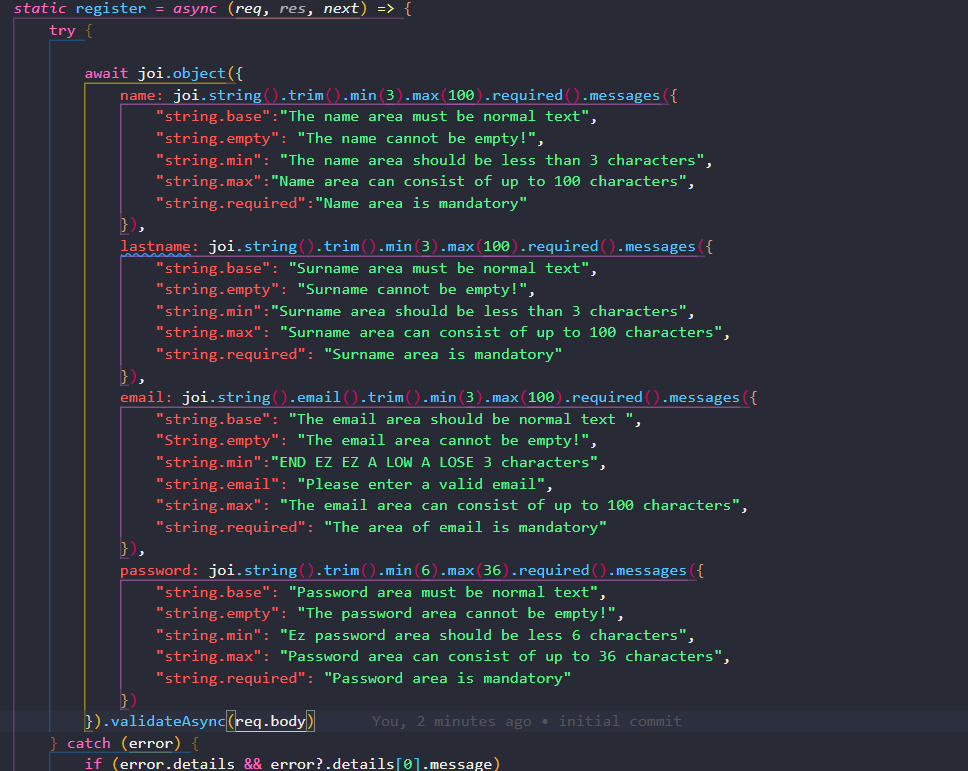 static register = async (req, res, next) => {
try {
await joi.object({
name: joi.string().trim().min(3).max(100).required().messages({
"string.base":"The name area must be normal text",
"string.empty": "The name cannot be empty!",
"string.min": "The name area should be less than 3 characters",
"string.max":"Name area can consist of up to 100 characters",
"string.required":"Name area is mandatory"
}),
lastname: joi.string().trim().min(3).max(100).required().messages({
"string.base": "Surname area must be normal text",
"string.empty": "Surname cannot be empty!",
"string.min":"Surname area should be less than 3 characters",
"string.max": "Surname area can consist of up to 100 characters",
"string.required": "Surname area is mandatory"
}),
email: joi.string().email().trim().min(3).max(100).required().messages({
"string.base": "The email area should be normal text ",
"String.empty": "The email area cannot be empty!",
"string.min":"END EZ EZ A LOW A LOSE 3 characters",
"string.email": "Please enter a valid email",
"string.max": "The email area can consist of up to 100 characters",
"string.required": "The area of email is mandatory"
}),
password: joi.string().trim().min(6).max(36).required().messages({
"string.base": "Password area must be normal text",
"string.empty": "The password area cannot be empty!",
"string.min": "Ez password area should be less 6 characters",
"string.max": "Password area can consist of up to 36 characters",
"string.required": "Password area is mandatory"
})
}).validateAsync(req.body) You, 2 minutes ago • initial commit
} catch (error) {
if (error.details && error?.details[0].message)